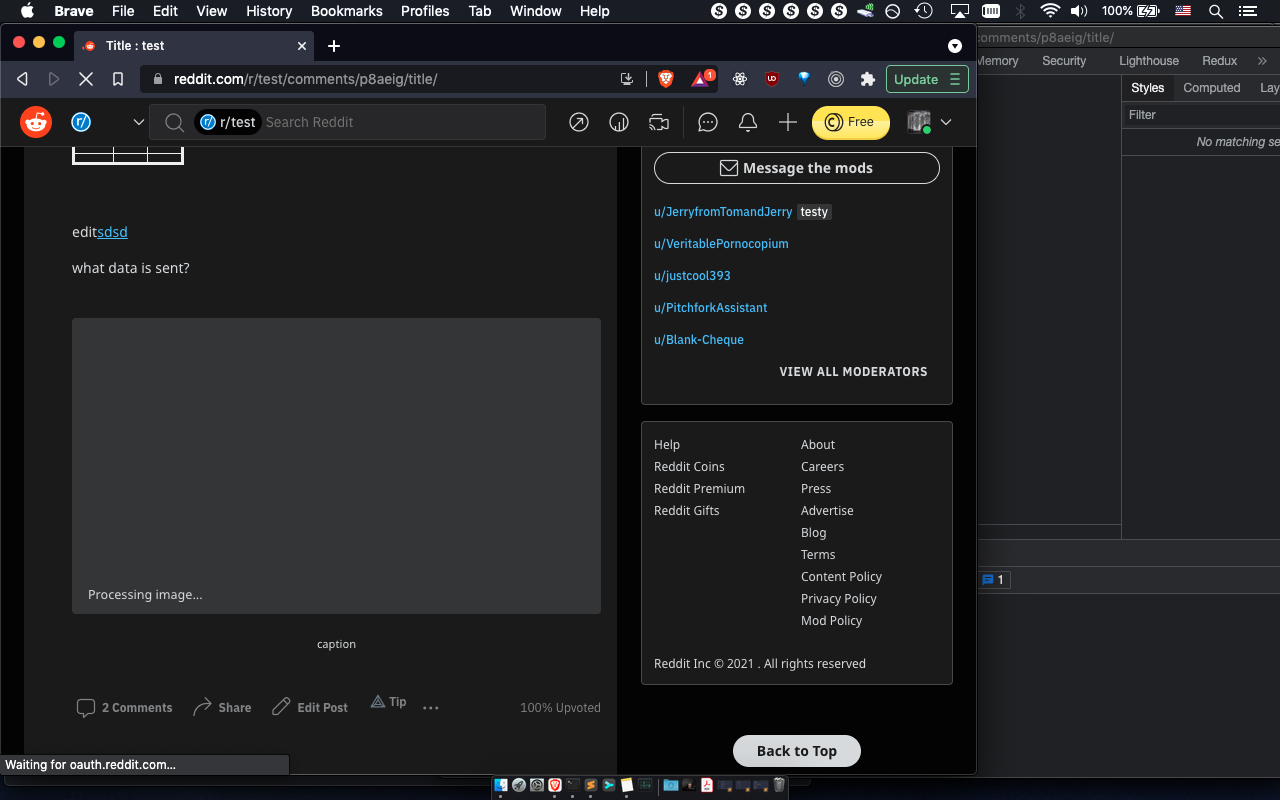 Brave File Edit View History Bookmarks Profiles Tab Window Help 100%
Title : test
comments/p8aeig/title/
reddit.com/r/test/comments/p8aeig/title/ 1 Update
Memory Security Lighthouse Redux
r/ r/ r/test Search Reddit Free
Styles Computed Lay
Filter
No matching se
Message the mods
u/JerryfromTomandJerry testy
u/VeritablePornocopium
u/justcool393
u/PitchforkAssistant
u/Blank-Cheque
VIEW ALL MODERATORS
editsdsd
what data is sent?
Processing image...
caption
2 Comments Share Edit Post Tip 100% Upvoted
Help About
Reddit Coins Careers
Reddit Premium Press
Reddit Gifts Advertise
Blog
Terms
Content Policy
Privacy Policy
Mod Policy
Reddit Inc © 2021 . All rights reserved
1
Back to Top
Waiting for oauth.reddit.com...